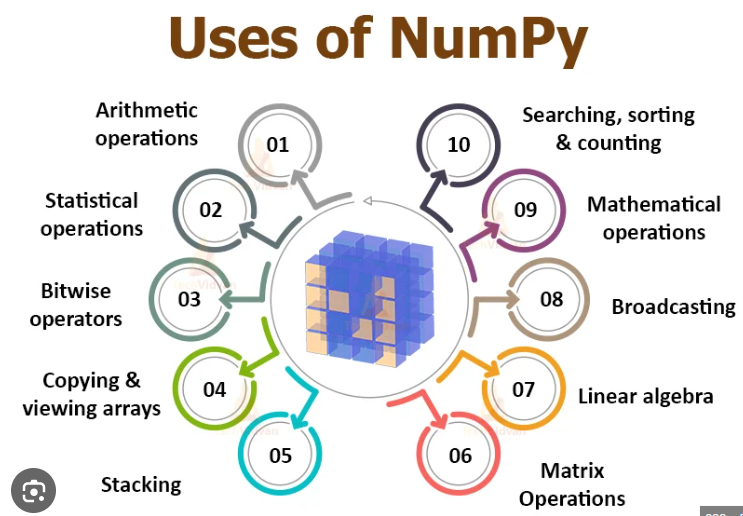 Uses of NumPy
Arithmetic
operations
01
Statistical
operations
02
Bitwise
operators
03
Copying &
viewing arrays
04
Stacking
05
Matrix
Operations
06
Linear algebra
07
Broadcasting
08
Mathematical
operations
09
Searching, sorting
& counting
10